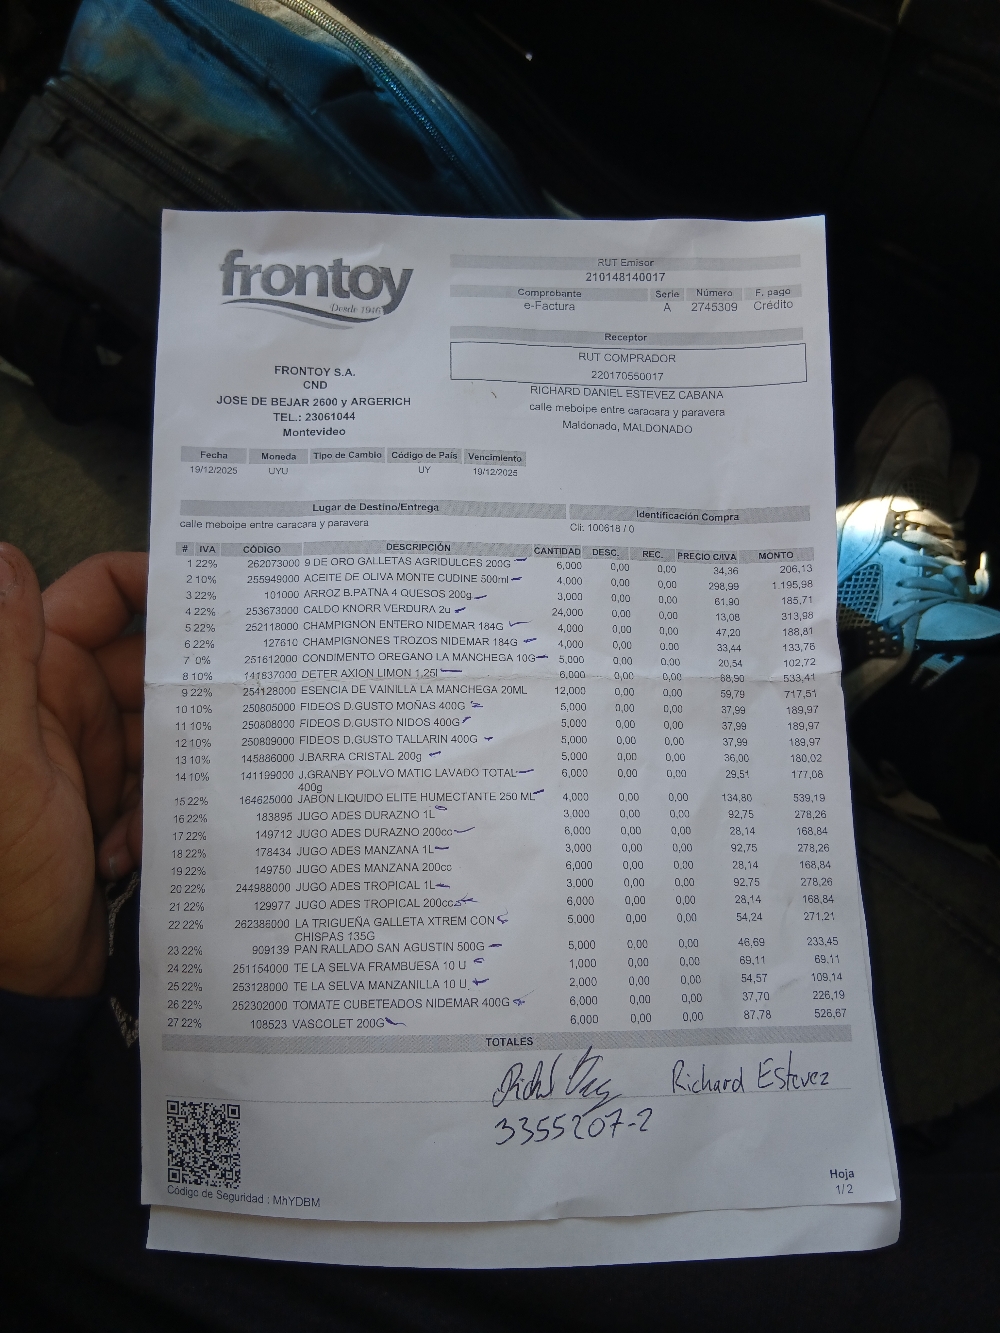 frontoy
Desde 1946
FRONTOY S.A.
CND
JOSE DE BEJAR 2600 y ARGERICH
TEL.: 23061044
Montevideo
RUT Emisor
210148140017
Comprobante Serie Número F. pago
e-Factura A 2745309 Crédito
Receptor
RUT COMPRADOR
220170550017
RICHARD DANIEL ESTEVEZ CABANA
calle meboipe entre caracara y paravera
Maldonado, MALDONADO
Fecha Moneda Tipo de Cambio Código de País Vencimiento
19/12/2025 UYU UY 19/12/2025
Lugar de Destino/Entrega Identificación Compra
calle meboipe entre caracara y paravera Cli: 100618 / 0
# IVA CÓDIGO DESCRIPCIÓN CANTIDAD DESC. REC. PRECIO C/IVA MONTO
1 22% 262073000 9 DE ORO GALLETAS AGRIDULCES 200G 6,000 0,00 0,00 34,36 206,13
2 10% 255949000 ACEITE DE OLIVA MONTE CUDINE 500ml 4,000 0,00 0,00 298,99 1.195,98
3 22% 101000 ARROZ B.PATNA 4 QUESOS 200g 3,000 0,00 0,00 61,90 185,71
4 22% 253673000 CALDO KNORR VERDURA 2u 24,000 0,00 0,00 13,08 313,98
5 22% 252118000 CHAMPIGNON ENTERO NIDEMAR 184G 4,000 0,00 0,00 47,20 188,81
6 22% 127610 CHAMPIGNONES TROZOS NIDEMAR 184G 4,000 0,00 0,00 33,44 133,76
7 0% 251612000 CONDIMENTO OREGANO LA MANCHEGA 10G 5,000 0,00 0,00 20,54 102,72
8 10% 141837000 DETER AXION LIMON 1.25l 6,000 0,00 0,00 88,90 533,41
9 22% 254128000 ESENCIA DE VAINILLA LA MANCHEGA 20ML 12,000 0,00 0,00 59,79 717,51
10 10% 250805000 FIDEOS D.GUSTO MOÑAS 400G 5,000 0,00 0,00 37,99 189,97
11 10% 250808000 FIDEOS D.GUSTO NIDOS 400G 5,000 0,00 0,00 37,99 189,97
12 10% 250809000 FIDEOS D.GUSTO TALLARIN 400G 5,000 0,00 0,00 37,99 189,97
13 10% 145886000 J.BARRA CRISTAL 200g 5,000 0,00 0,00 36,00 180,02
14 10% 141199000 J.GRANBY POLVO MATIC LAVADO TOTAL 6,000 0,00 0,00 29,51 177,08
400g
15 22% 164625000 JABON LIQUIDO ELITE HUMECTANTE 250 ML 4,000 0,00 0,00 134,80 539,19
16 22% 183895 JUGO ADES DURAZNO 1L 3,000 0,00 0,00 92,75 278,26
17 22% 149712 JUGO ADES DURAZNO 200cc 6,000 0,00 0,00 28,14 168,84
18 22% 178434 JUGO ADES MANZANA 1L 3,000 0,00 0,00 92,75 278,26
19 22% 149750 JUGO ADES MANZANA 200cc 6,000 0,00 0,00 28,14 168,84
20 22% 244988000 JUGO ADES TROPICAL 1L 3,000 0,00 0,00 92,75 278,26
21 22% 129977 JUGO ADES TROPICAL 200cc 6,000 0,00 0,00 28,14 168,84
22 22% 262386000 LA TRIGUEÑA GALLETA XTREM CON 5,000 0,00 0,00 54,24 271,21
CHISPAS 135G
23 22% 909139 PAN RALLADO SAN AGUSTIN 500G 5,000 0,00 0,00 46,69 233,45
24 22% 251154000 TE LA SELVA FRAMBUESA 10 U 1,000 0,00 0,00 69,11 69,11
25 22% 253128000 TE LA SELVA MANZANILLA 10 U 2,000 0,00 0,00 54,57 109,14
26 22% 252302000 TOMATE CUBETEADOS NIDEMAR 400G 6,000 0,00 0,00 37,70 226,19
27 22% 108523 VASCOLET 200G 6,000 0,00 0,00 87,78 526,67
TOTALES
Richard Estevez
3355207-2
Código de Seguridad : MhYDBM
Hoja
1/2